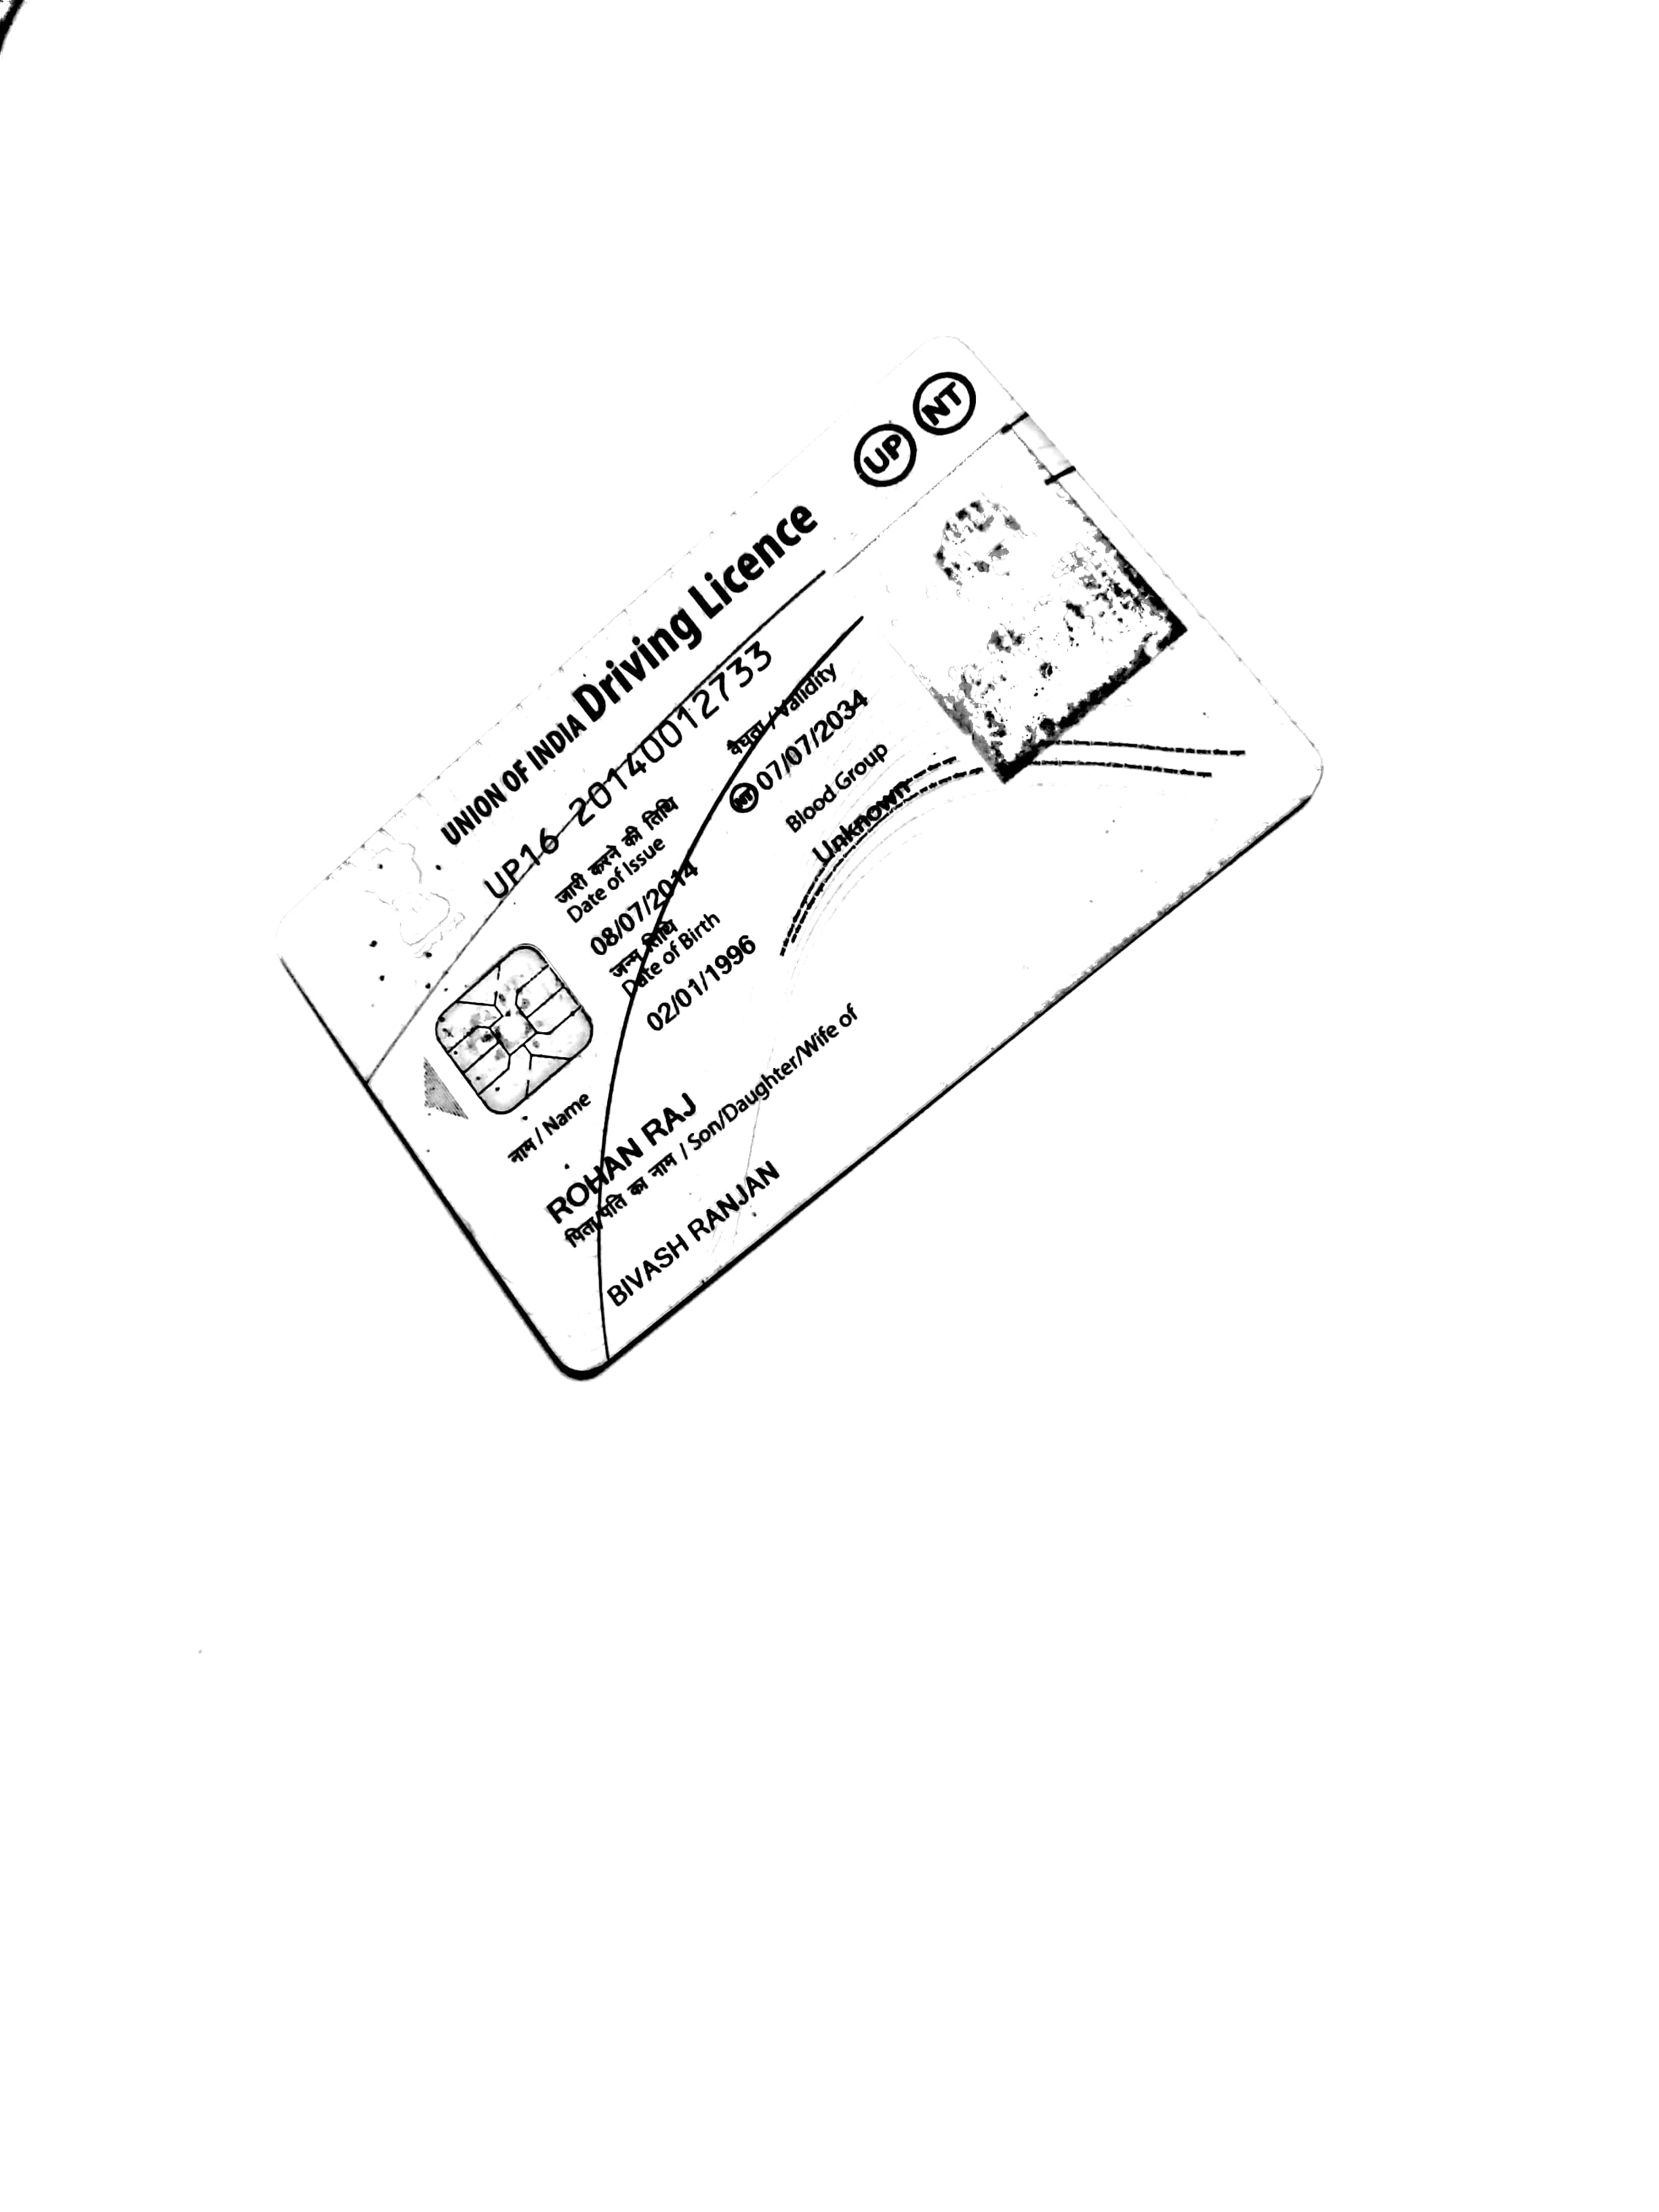 UNION OF INDIA Driving Licence UP NT
UP16 20140012733
जारी करने की तिथि
Date of Issue
08/07/2014
वैधता / Validity
NT 07/07/2034
जन्म तिथि
Date of Birth
02/01/1996
Blood Group
Unknown
नाम / Name
ROHAN RAJ
पिता/पति का नाम / Son/Daughter/Wife of
BIVASH RANJAN